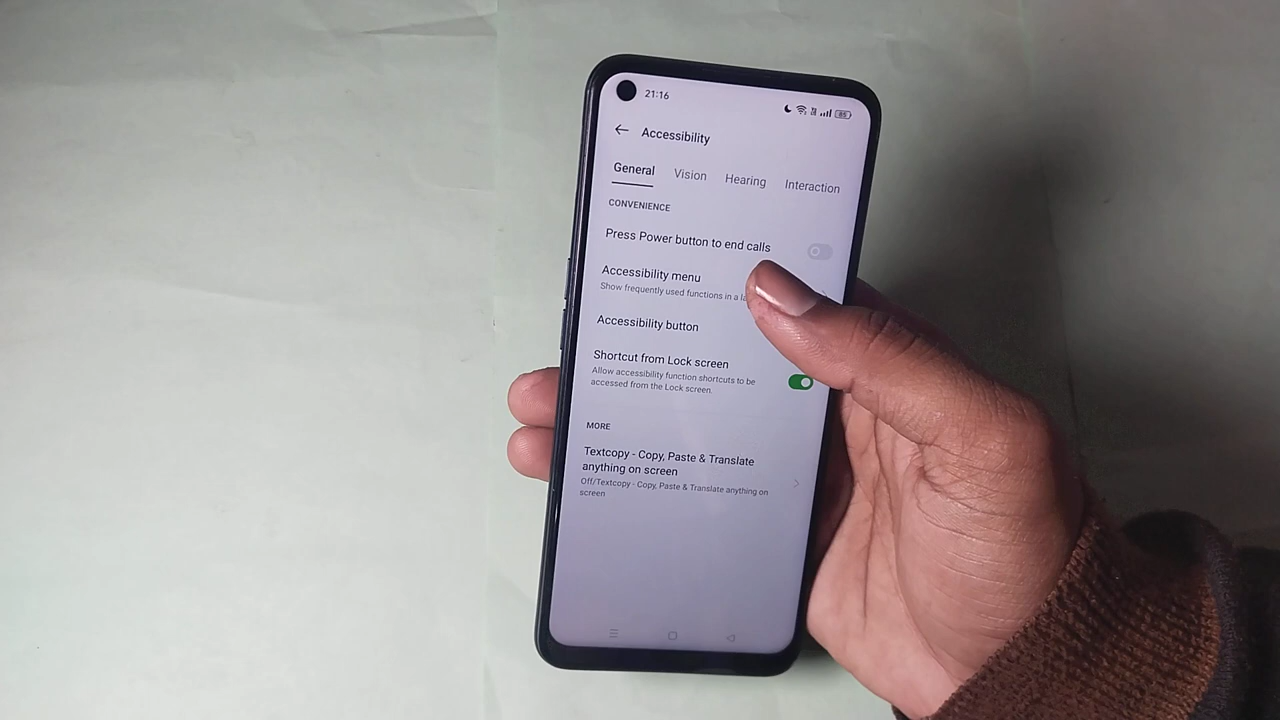 21:16
85
Accessibility
General Vision Hearing Interaction
CONVENIENCE
Press Power button to end calls
Accessibility menu
Show frequently used functions in a
Accessibility button
Shortcut from Lock screen
Allow accessibility function shortcuts to be
accessed from the Lock screen.
MORE
Textcopy - Copy, Paste & Translate
anything on screen
Off/Textcopy - Copy, Paste & Translate anything on
screen